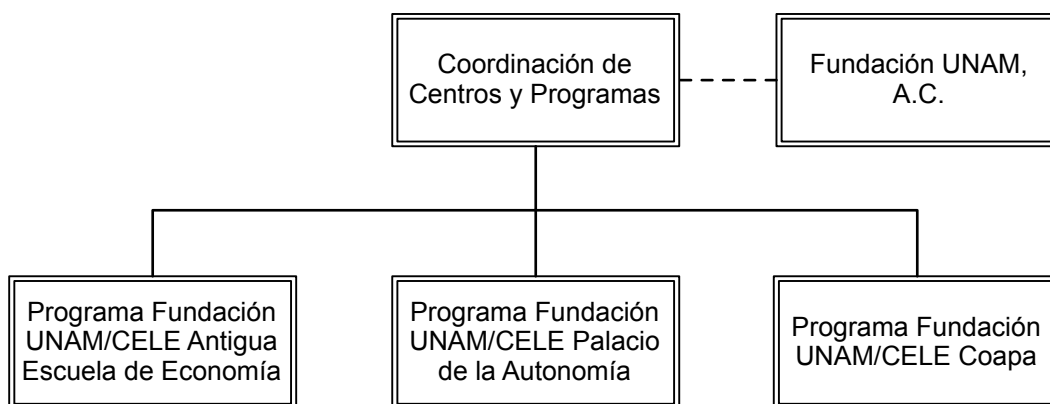 Coordinación de
Centros y Programas
Fundación UNAM,
A.C.
Programa Fundación
UNAM/CELE Antigua
Escuela de Economía
Programa Fundación
UNAM/CELE Palacio
de la Autonomía
Programa Fundación
UNAM/CELE Coapa